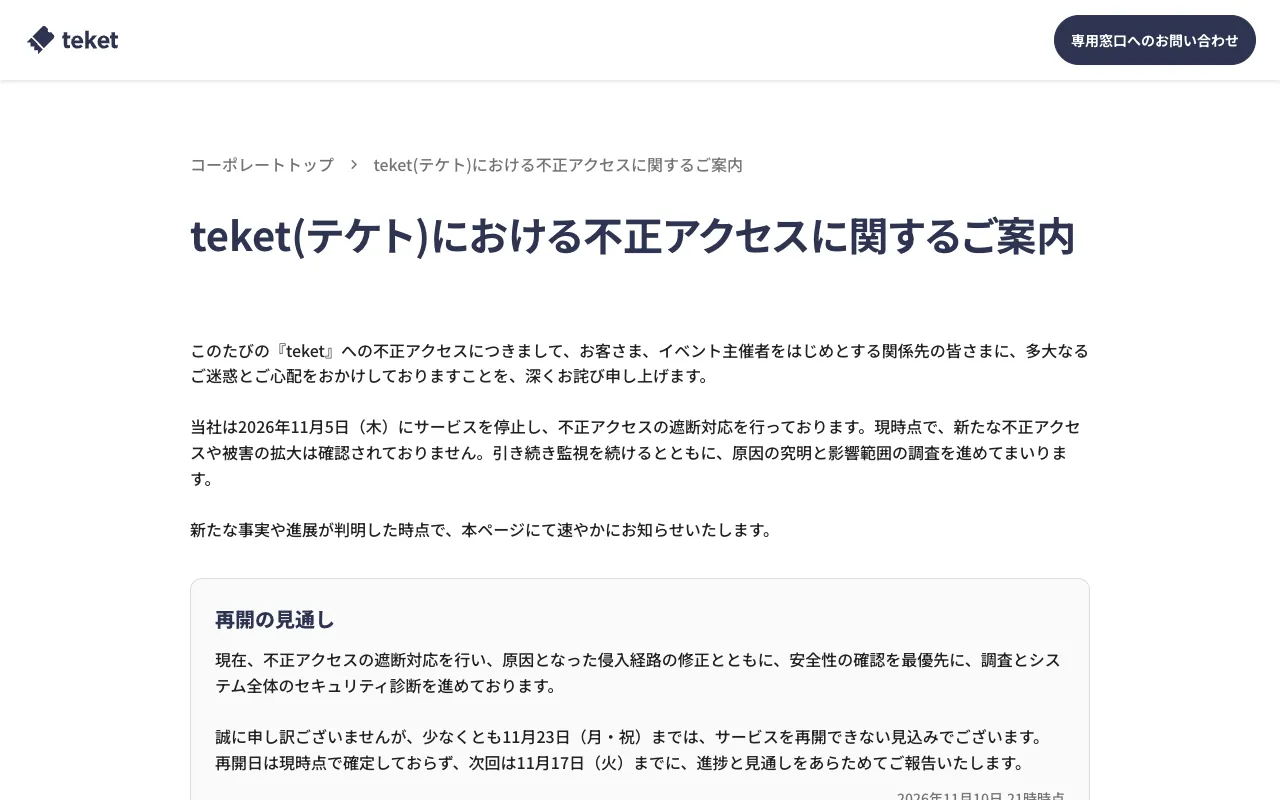 teket
専用窓口へのお問い合わせ
コーポレートトップ > teket(テケト)における不正アクセスに関するご案内
teket(テケト)における不正アクセスに関するご案内
このたびの『teket』への不正アクセスにつきまして、お客さま、イベント主催者をはじめとする関係先の皆さまに、多大なる
ご迷惑とご心配をおかけしておりますことを、深くお詫び申し上げます。
当社は2026年11月5日（木）にサービスを停止し、不正アクセスの遮断対応を行っております。現時点で、新たな不正アクセ
スや被害の拡大は確認されておりません。引き続き監視を続けるとともに、原因の究明と影響範囲の調査を進めてまいりま
す。
新たな事実や進展が判明した時点で、本ページにて速やかにお知らせいたします。
再開の見通し
現在、不正アクセスの遮断対応を行い、原因となった侵入経路の修正とともに、安全性の確認を最優先に、調査とシス
テム全体のセキュリティ診断を進めております。
誠に申し訳ございませんが、少なくとも11月23日（月・祝）までは、サービスを再開できない見込みでございます。
再開日は現時点で確定しておらず、次回は11月17日（火）までに、進捗と見通しをあらためてご報告いたします。
2026年11月10日 21時時点